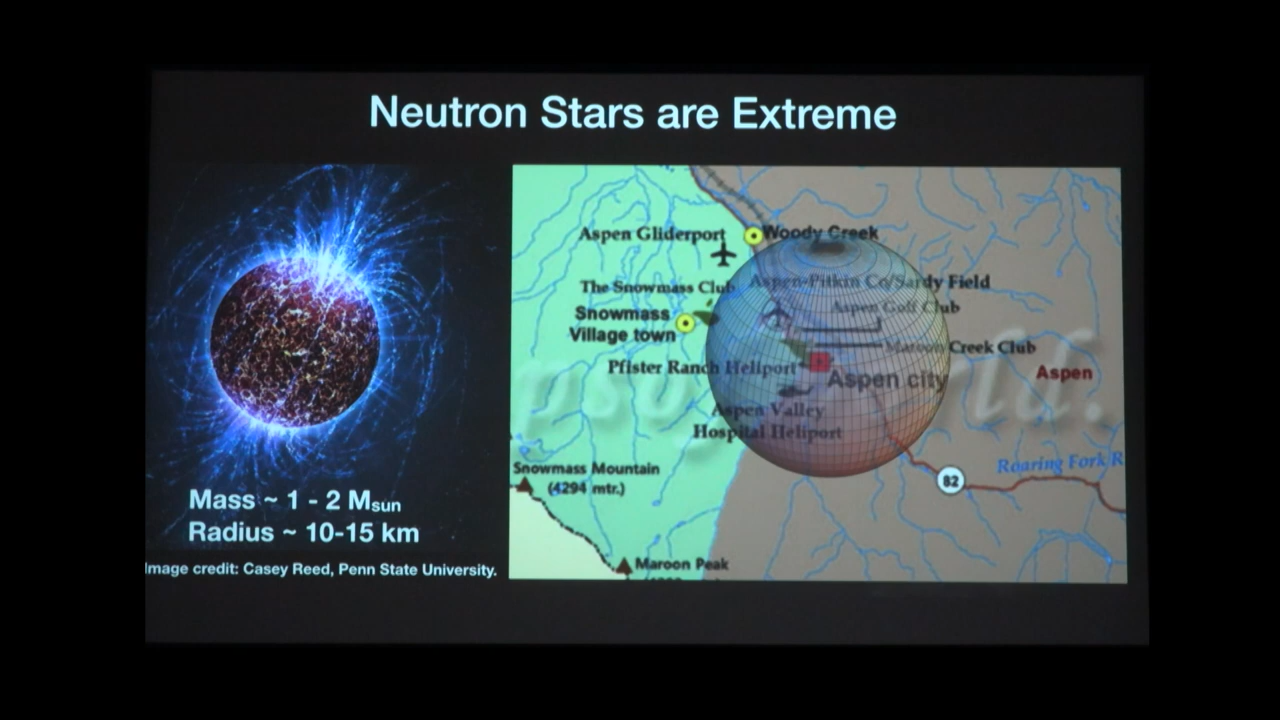 Neutron Stars are Extreme
Aspen Gliderport
Woody Creek
The Snowmass Club
Aspen-Pitkin Co/Sardy Field
Aspen Golf Club
Snowmass
Village town
Maroon Creek Club
Pfister Ranch Heliport
Aspen city
Aspen
Aspen Valley
Hospital Heliport
Snowmass Mountain
(4294 mtr.)
82
Roaring Fork R
Maroon Peak
Mass ~ 1 - 2 Msun
Radius ~ 10-15 km
Image credit: Casey Reed, Penn State University.